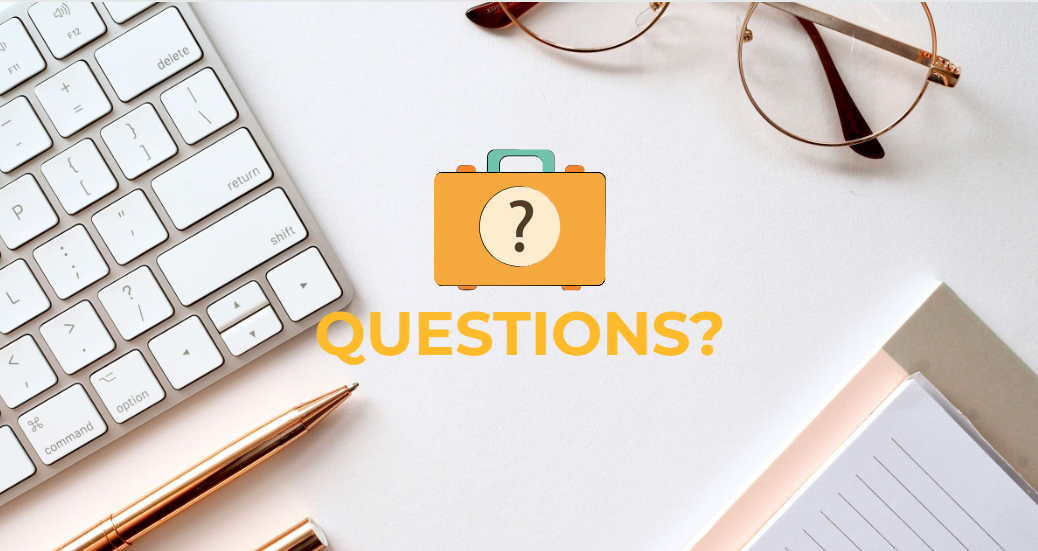 F12
F11
delete
+
=
|
\
-
}
]
{
[
return
P
"
,
shift
:
;
L
?
/
>
.
<
,
option
command
?
QUESTIONS?